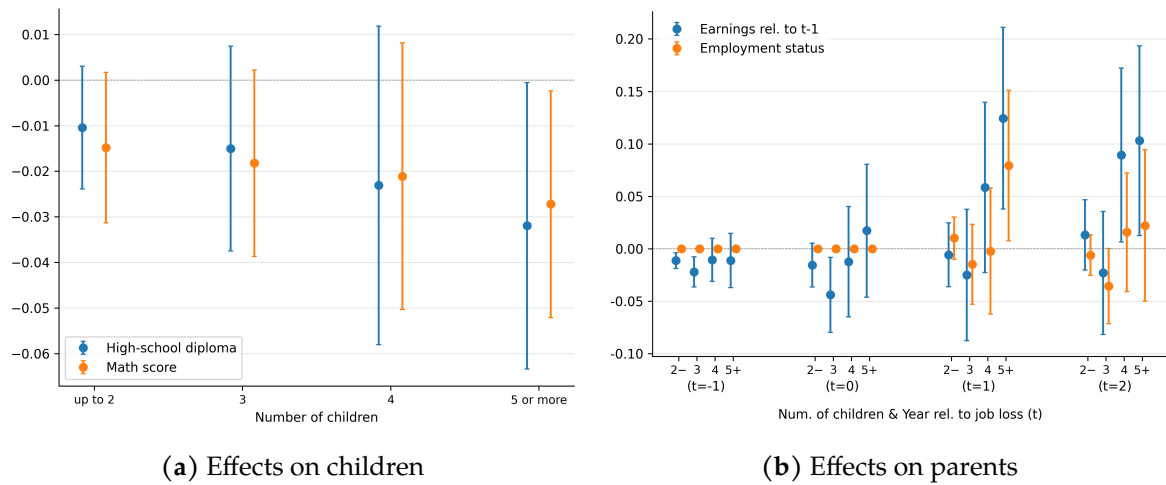 0.01
0.00
−0.01
−0.02
−0.03
−0.04
−0.05
−0.06
High-school diploma
Math score
up to 2 3 4 5 or more
Number of children
(a) Effects on children
0.20
0.15
0.10
0.05
0.00
-0.05
-0.10
Earnings rel. to t-1
Employment status
2− 3 4 5+ 2− 3 4 5+ 2− 3 4 5+ 2− 3 4 5+
(t=-1) (t=0) (t=1) (t=2)
Num. of children & Year rel. to job loss (t)
(b) Effects on parents